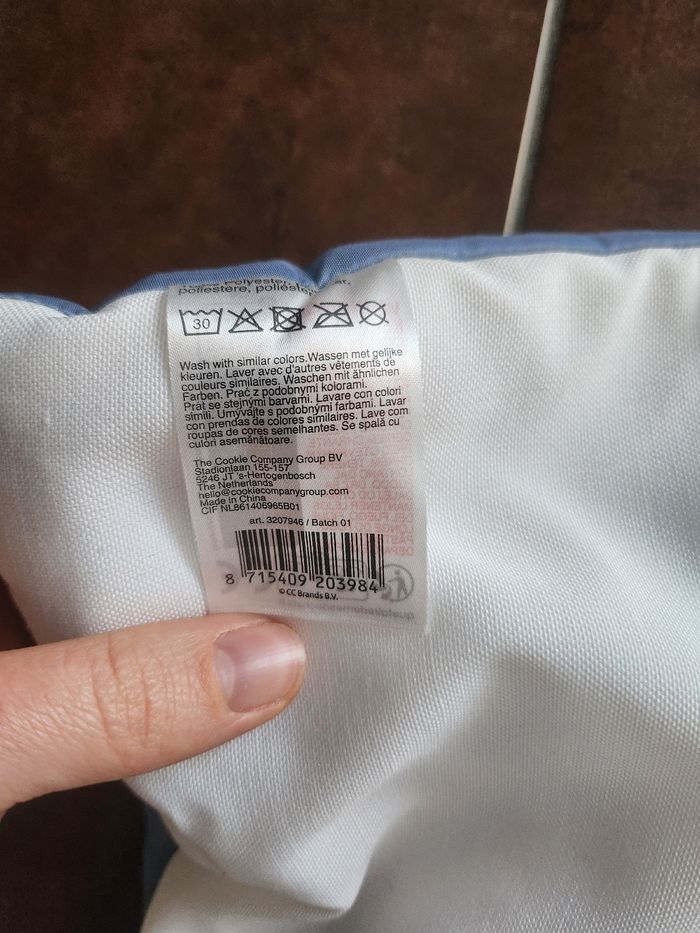 poliestere, poliéster
30
Wash with similar colors.Wassen met gelijke
kleuren. Laver avec d'autres vêtements de
couleurs similaires. Waschen mit ähnlichen
Farben. Prać z podobnymi kolorami.
Prát se stejnými barvami. Lavare con colori
simili. Umývajte s podobnými farbami. Lavar
con prendas de colores similares. Lave com
roupas de cores semelhantes. Se spală cu
culori asemănătoare.
The Cookie Company Group BV
Stadionlaan 155-157
5246 JT 's-Hertogenbosch
The Netherlands
hello@cookiecompanygroup.com
Made in China
CIF NL861406965B01
art. 3207946 / Batch 01
8 715409 203984
© CC Brands B.V.